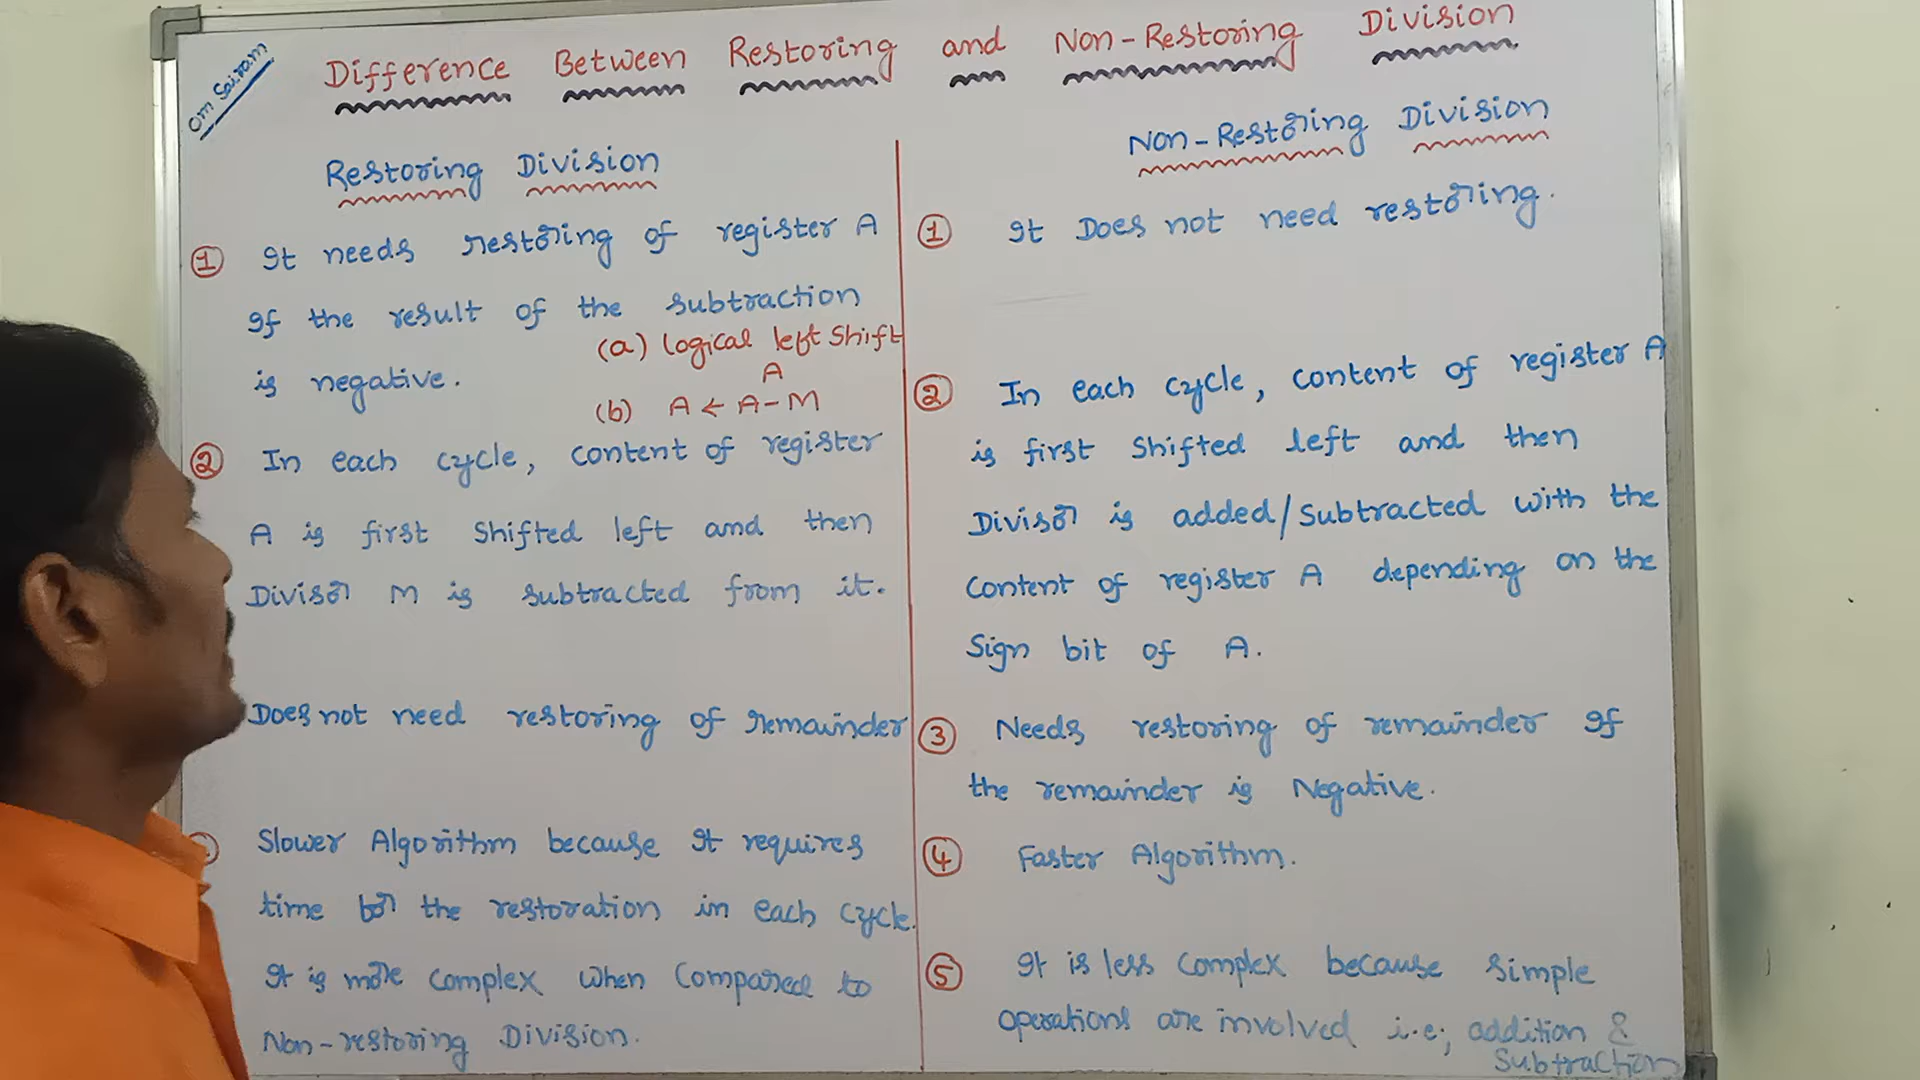 Om Sairam
Difference Between Restoring and Non-Restoring Division
Restoring Division
① It needs restoring of register A
If the result of the subtraction
is negative.
(a) Logical left Shift
A
(b) A ← A-M
② In each cycle, content of register
A is first Shifted left and then
Divisor M is subtracted from it.
Does not need restoring of remainder
Slower Algorithm because It requires
time for the restoration in each cycle.
It is more complex when Compared to
Non-restoring Division.
Non-Restoring Division
① It Does not need restoring.
② In each cycle, content of register A
is first Shifted left and then
Divisor is added/Subtracted with the
Content of register A depending on the
Sign bit of A.
③ Needs restoring of remainder If
the remainder is Negative.
④ Faster Algorithm.
⑤ It is less Complex because Simple
operations are involved i.e; addition &
Subtraction